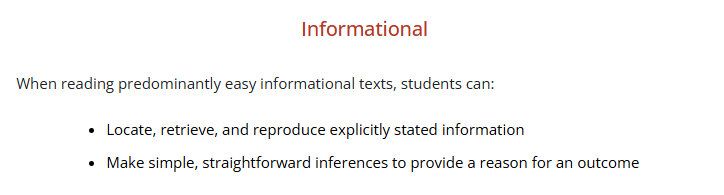 Informational
When reading predominantly easy informational texts, students can:
• Locate, retrieve, and reproduce explicitly stated information
• Make simple, straightforward inferences to provide a reason for an outcome